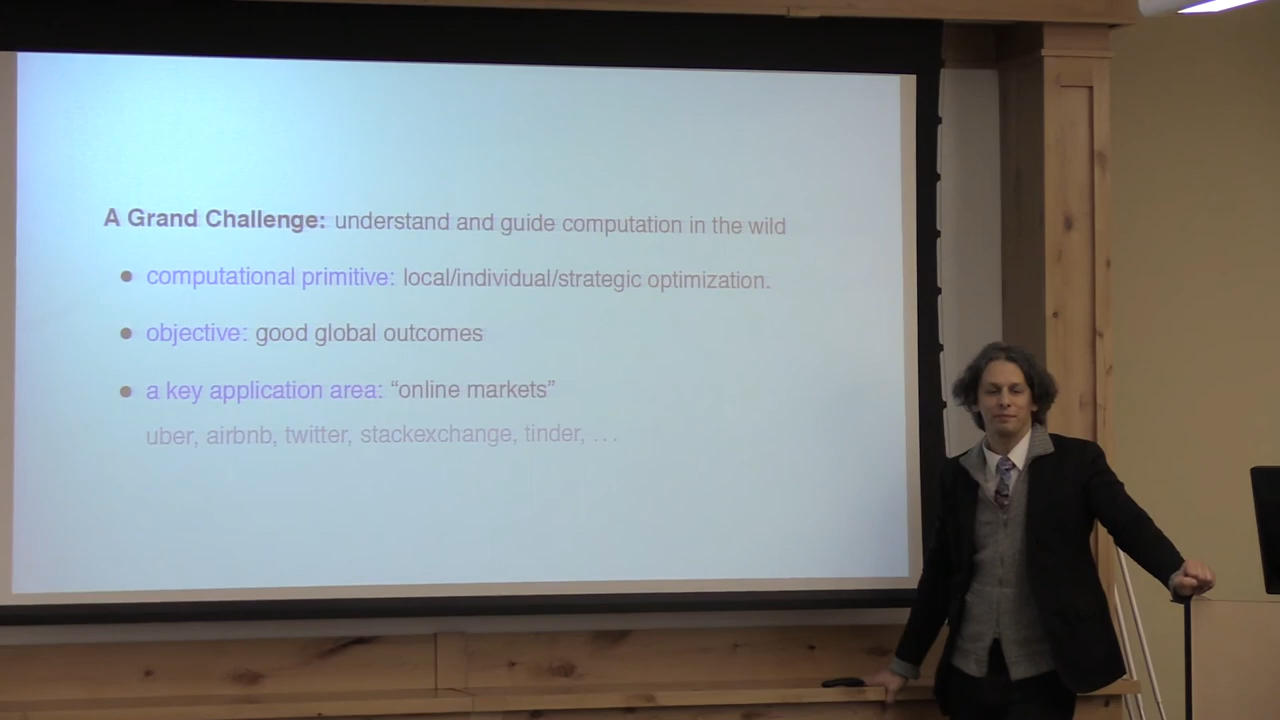 A Grand Challenge: understand and guide computation in the wild
● computational primitive: local/individual/strategic optimization.
● objective: good global outcomes
● a key application area: “online markets”
uber, airbnb, twitter, stackexchange, tinder, . . .